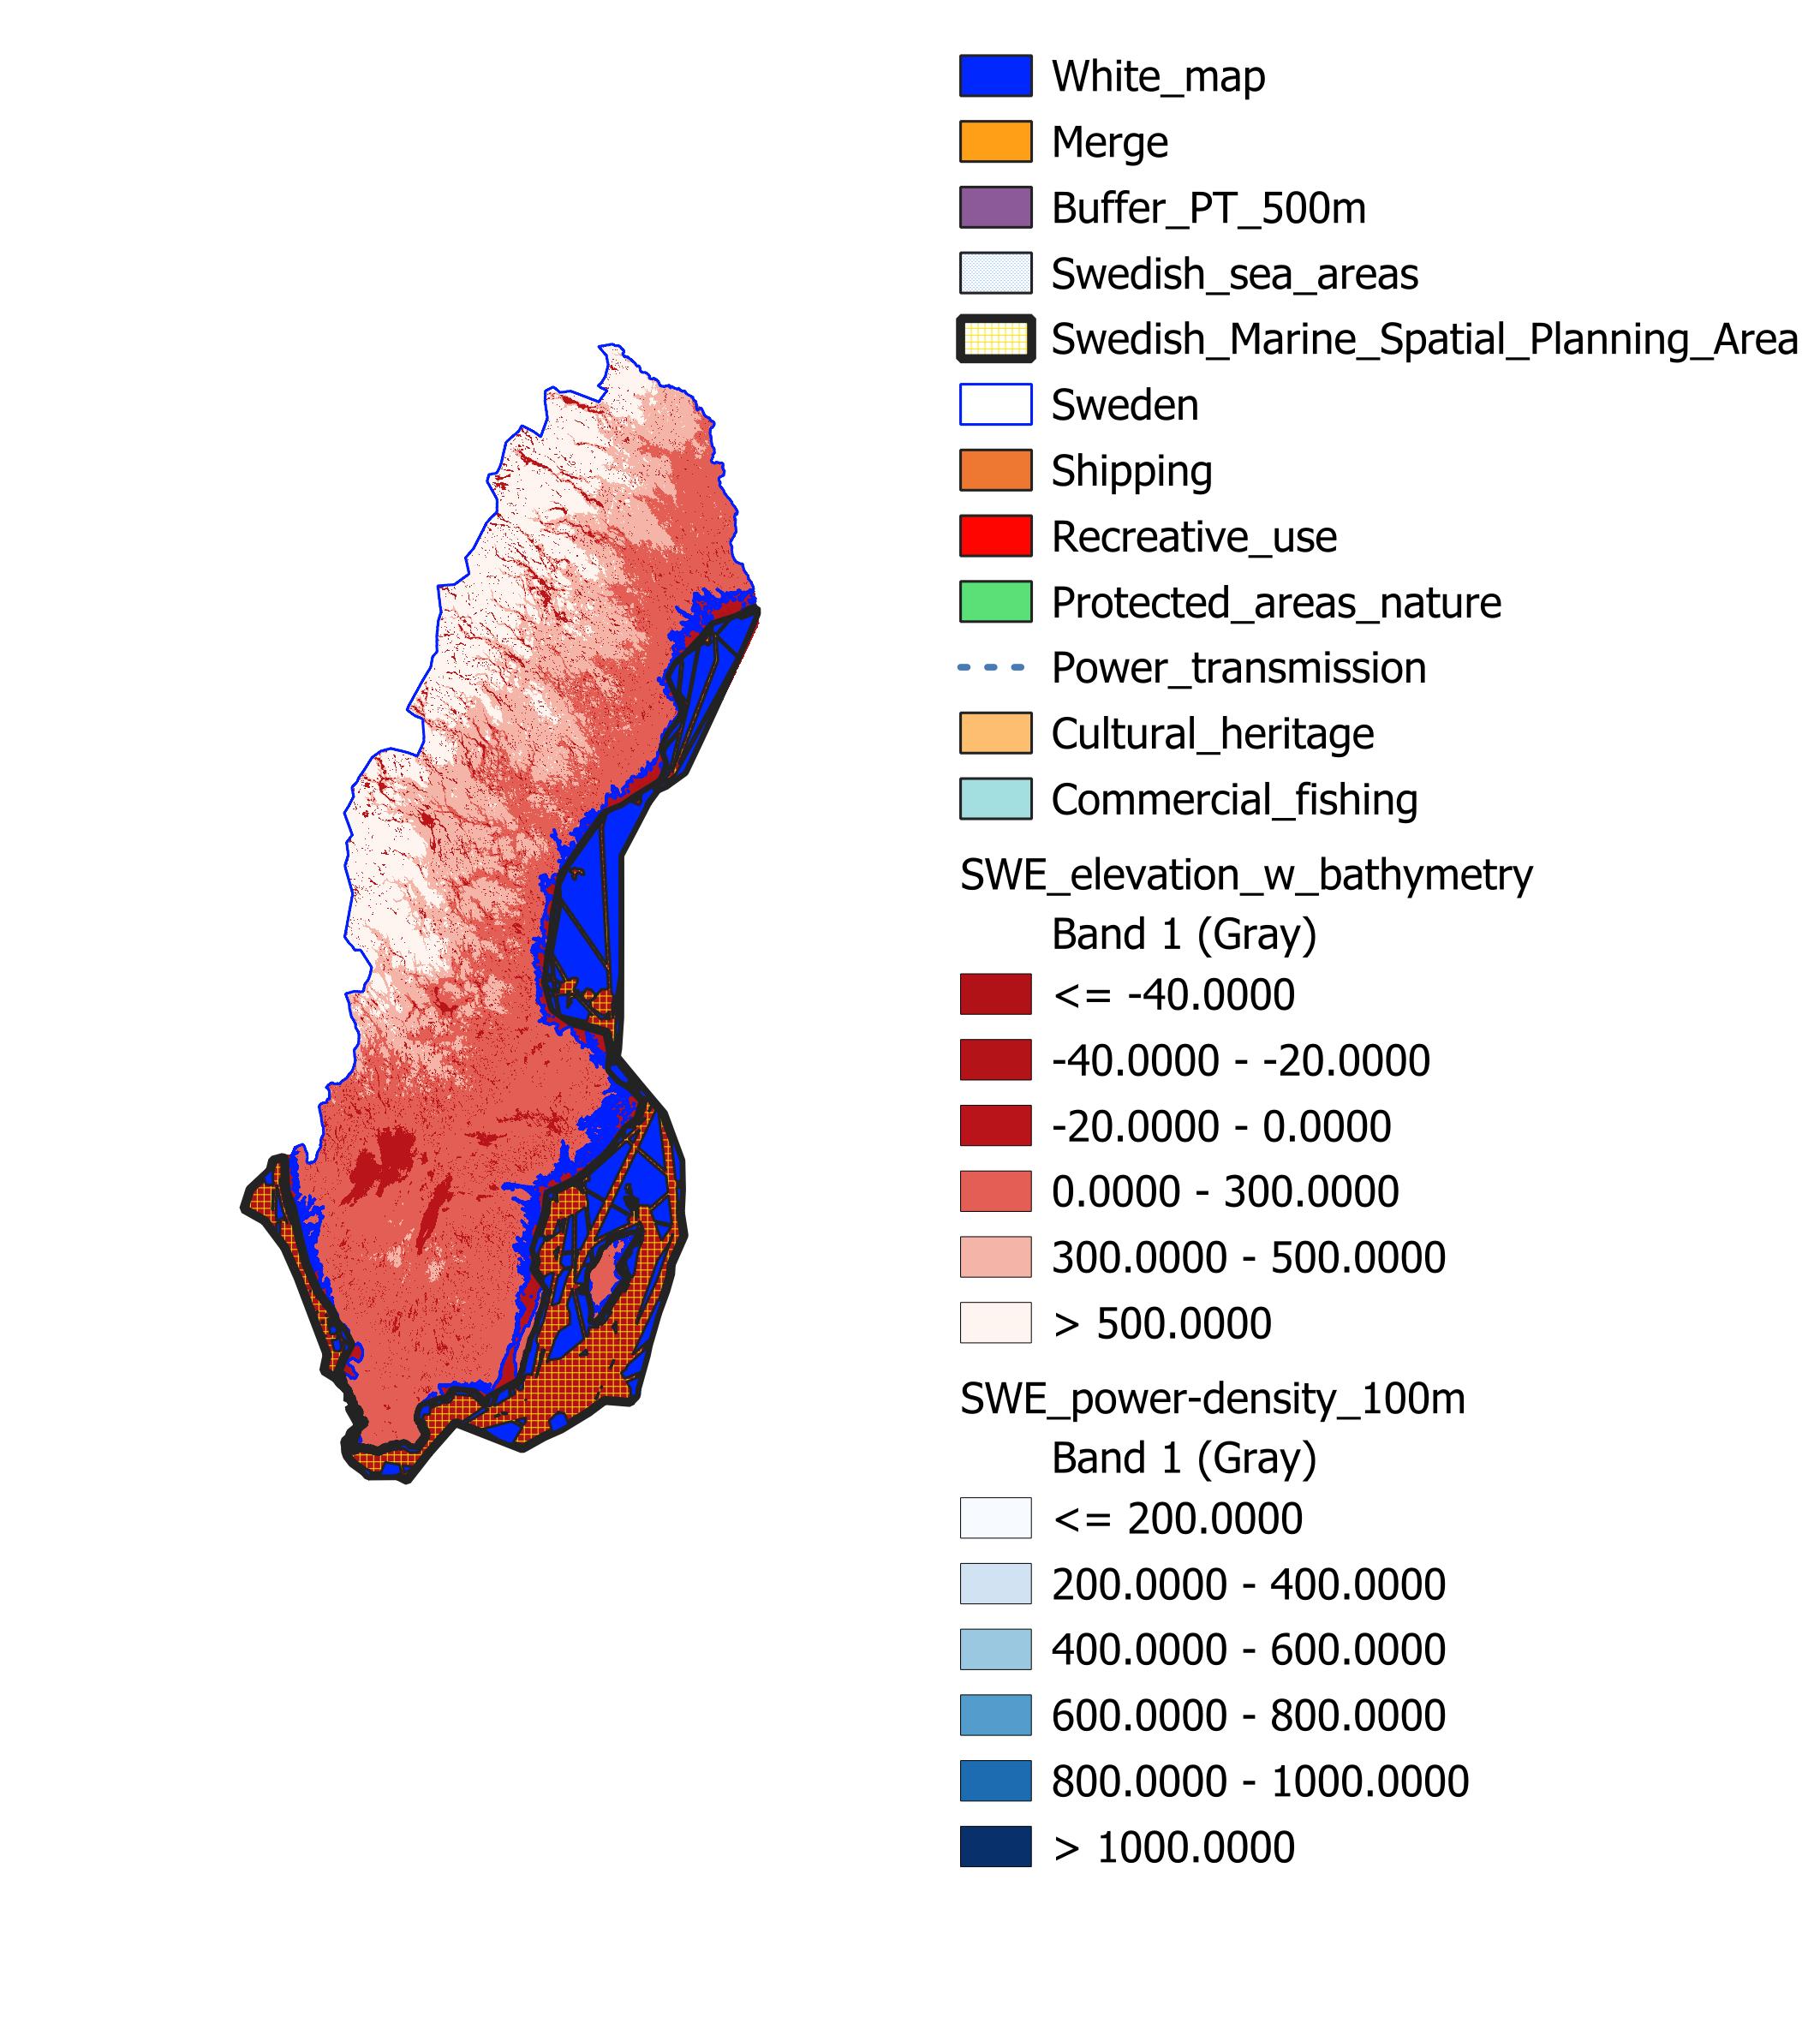 White_map
Merge
Buffer_PT_500m
Swedish_sea_areas
Swedish_Marine_Spatial_Planning_Area
Sweden
Shipping
Recreative_use
Protected_areas_nature
Power_transmission
Cultural_heritage
Commercial_fishing
SWE_elevation_w_bathymetry
Band 1 (Gray)
<= -40.0000
-40.0000 - -20.0000
-20.0000 - 0.0000
0.0000 - 300.0000
300.0000 - 500.0000
> 500.0000
SWE_power-density_100m
Band 1 (Gray)
<= 200.0000
200.0000 - 400.0000
400.0000 - 600.0000
600.0000 - 800.0000
800.0000 - 1000.0000
> 1000.0000